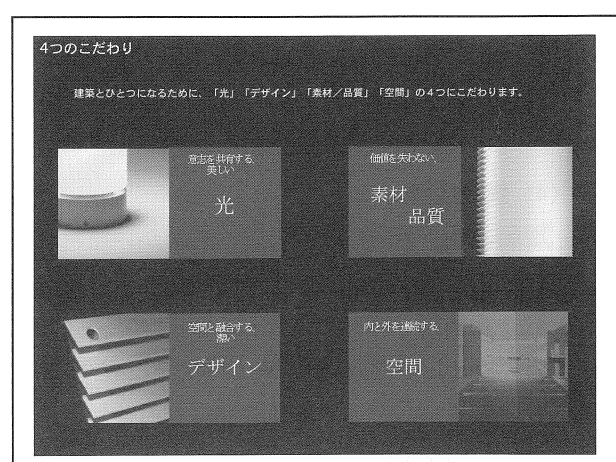 4つのこだわり
建築とひとつになるために、「光」「デザイン」「素材／品質」「空間」の4つにこだわります。
意志を共有する、
美しい
光
価値を失わない、
素材
品質
空間と融合する、
潔い
デザイン
内と外を連続する、
空間